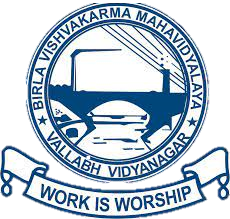 BIRLA VISHVAKARMA MAHAVIDYALAYA
VALLABH VIDYANAGAR
WORK IS WORSHIP